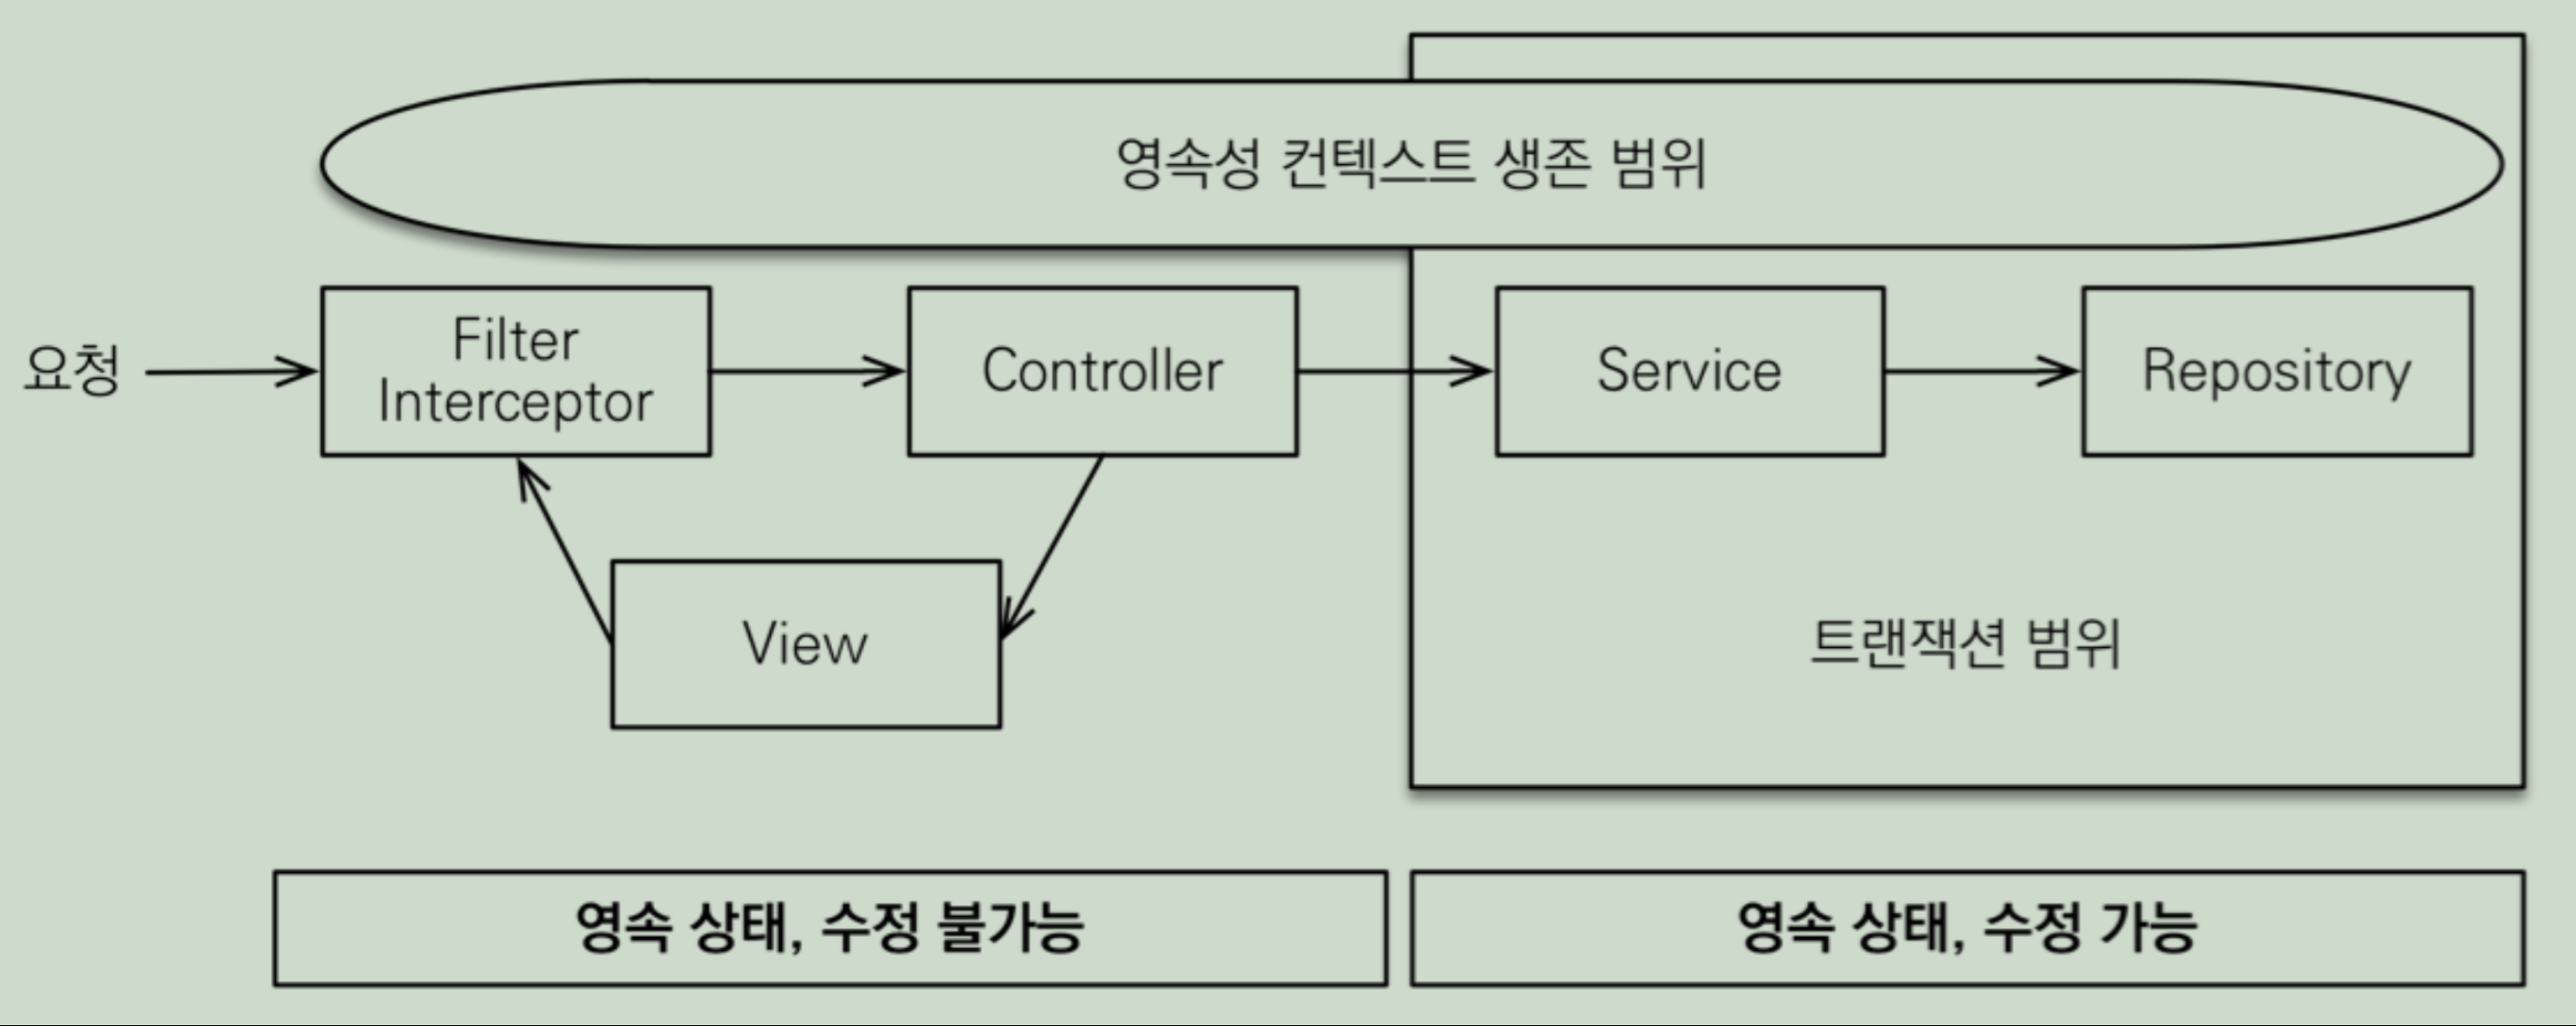 영속성 컨텍스트 생존 범위
요청
Filter
Interceptor
Controller
Service
Repository
View
트랜잭션 범위
영속 상태, 수정 불가능
영속 상태, 수정 가능